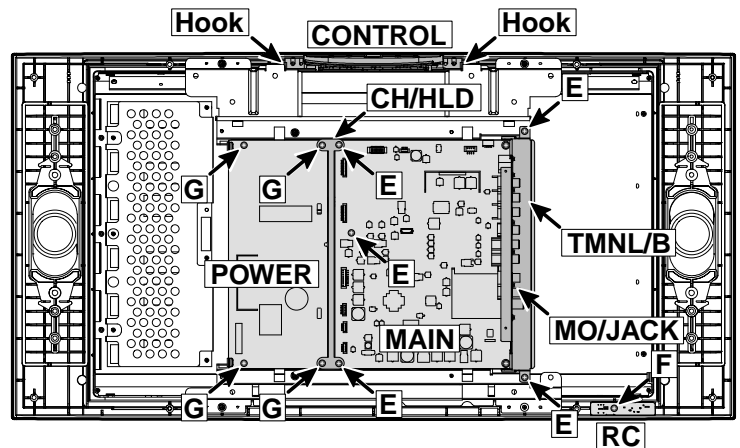 Hook
CONTROL
Hook
CH/HLD
E
G
G
E
TMNL/B
E
POWER
MAIN
MO/JACK
F
G
G
E
E
RC